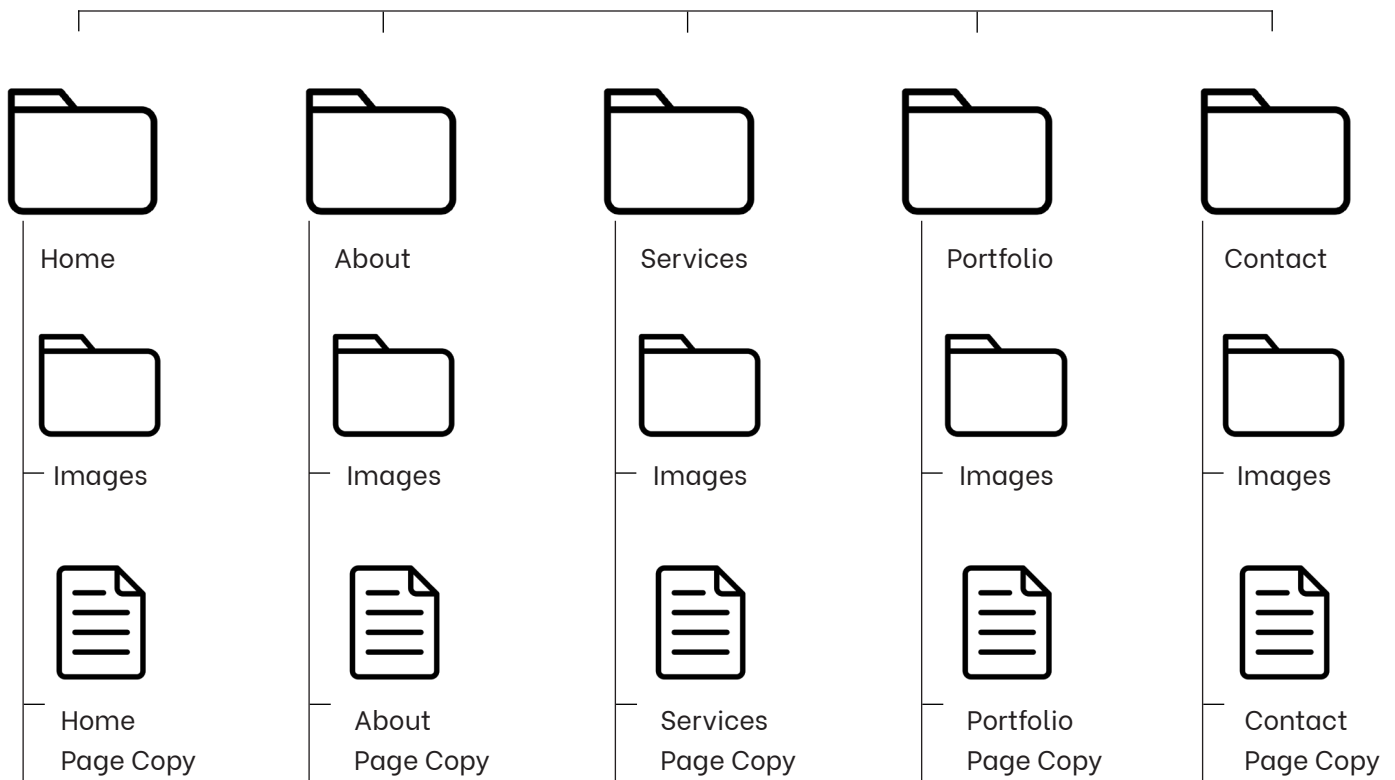 Home
About
Services
Portfolio
Contact
Images
Images
Images
Images
Images
Home
Page Copy
About
Page Copy
Services
Page Copy
Portfolio
Page Copy
Contact
Page Copy